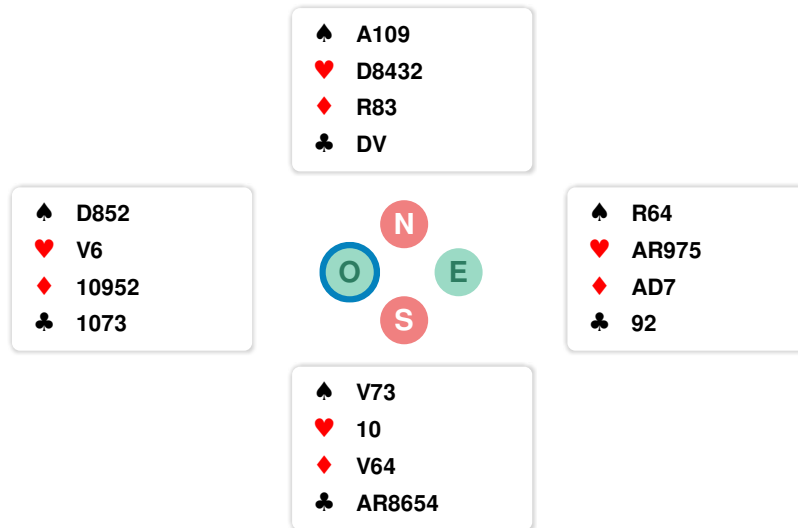 ♠ A109
♥ D8432
♦ R83
♣ DV
♠ D852
♥ V6
♦ 10952
♣ 1073
N
O
E
S
♠ R64
♥ AR975
♦ AD7
♣ 92
♠ V73
♥ 10
♦ V64
♣ AR8654